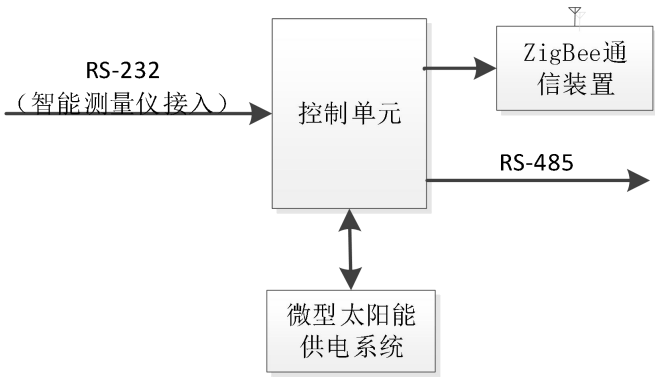 RS-232
（智能测量仪接入）
控制单元
ZigBee通
信装置
RS-485
微型太阳能
供电系统